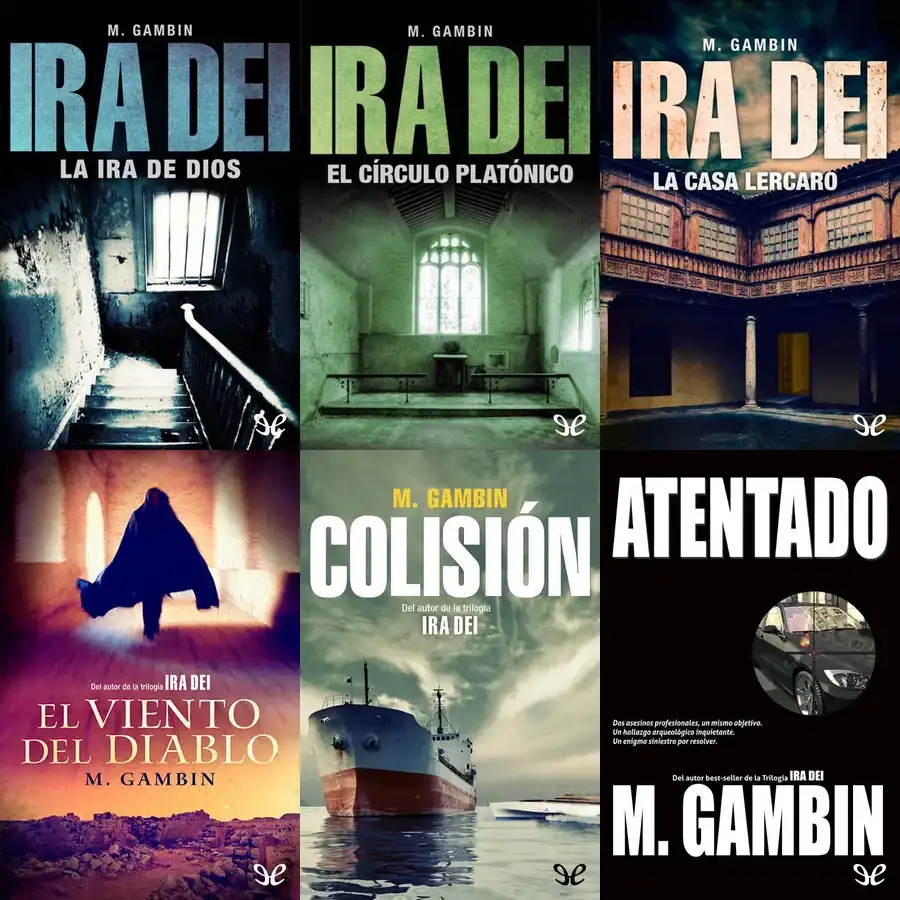 M. GAMBIN
IRA DEI
LA IRA DE DIOS
M. GAMBIN
IRA DEI
EL CÍRCULO PLATÓNICO
M. GAMBIN
IRA DEI
LA CASA LERCARO
Del autor de la trilogía IRA DEI
EL VIENTO
DEL DIABLO
M. GAMBIN
M. GAMBIN
COLISIÓN
Del autor de la trilogía
IRA DEI
ATENTADO
Dos asesinos profesionales, un mismo objetivo.
Un hallazgo arqueológico inquietante.
Un enigma siniestro por resolver.
Del autor best-seller de la Trilogía IRA DEI
M. GAMBIN